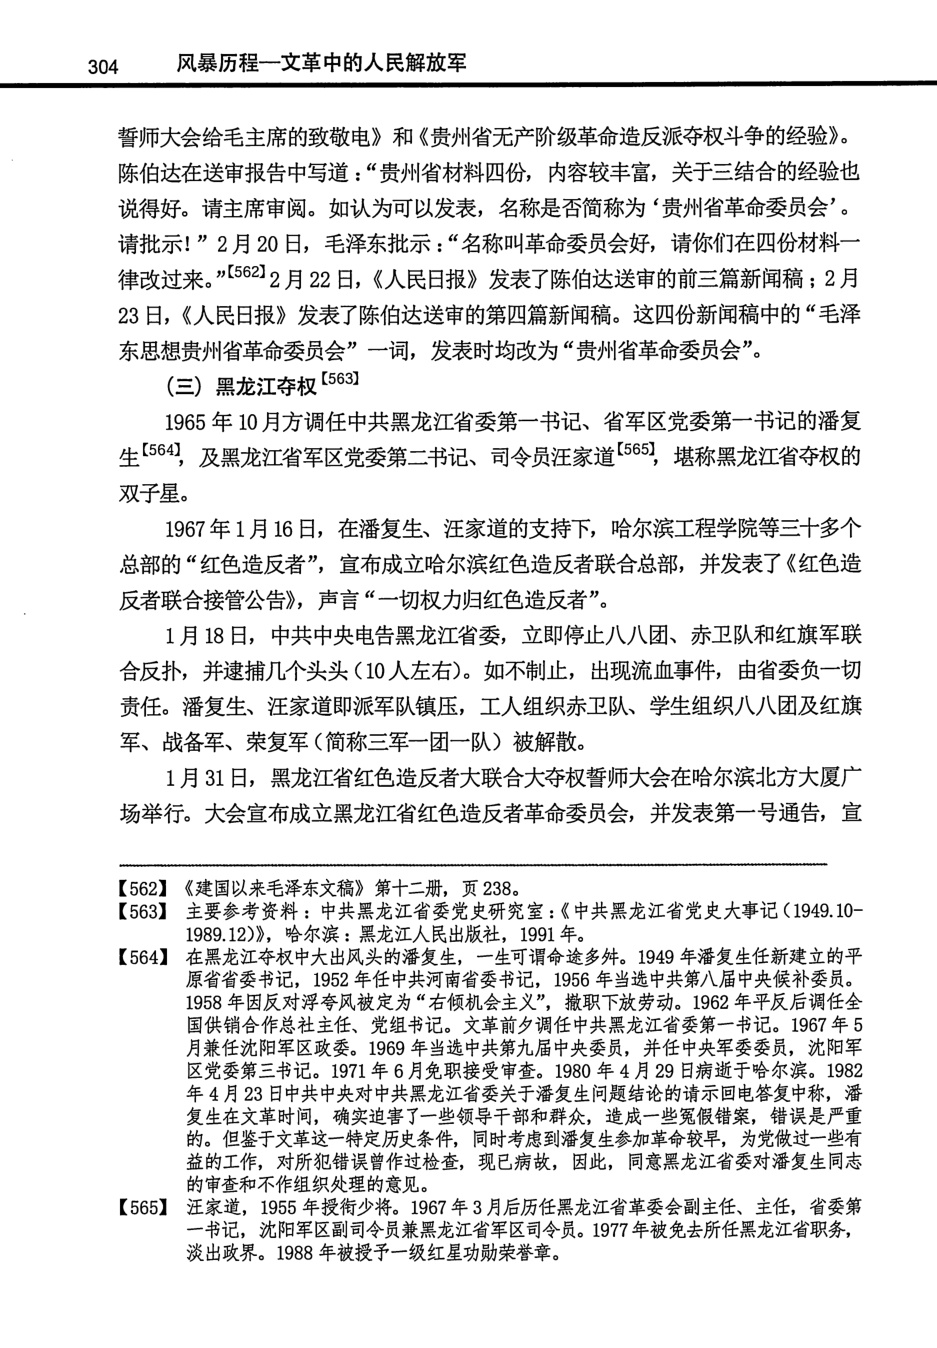 304 风暴历程—文革中的人民解放军
誓师大会给毛主席的致敬电》和《贵州省无产阶级革命造反派夺权斗争的经验》。
陈伯达在送审报告中写道：“贵州省材料四份，内容较丰富，关于三结合的经验也
说得好。请主席审阅。如认为可以发表，名称是否简称为‘贵州省革命委员会’。
请批示！”2月20日，毛泽东批示：“名称叫革命委员会好，请你们在四份材料一
律改过来。”【562】2月22日，《人民日报》发表了陈伯达送审的前三篇新闻稿；2月
23日，《人民日报》发表了陈伯达送审的第四篇新闻稿。这四份新闻稿中的“毛泽
东思想贵州省革命委员会”一词，发表时均改为“贵州省革命委员会”。
（三）黑龙江夺权【563】
1965年10月方调任中共黑龙江省委第一书记、省军区党委第一书记的潘复
生【564】，及黑龙江省军区党委第二书记、司令员汪家道【565】，堪称黑龙江省夺权的
双子星。
1967年1月16日，在潘复生、汪家道的支持下，哈尔滨工程学院等三十多个
总部的“红色造反者”，宣布成立哈尔滨红色造反者联合总部，并发表了《红色造
反者联合接管公告》，声言“一切权力归红色造反者”。
1月18日，中共中央电告黑龙江省委，立即停止八八团、赤卫队和红旗军联
合反扑，并逮捕几个头头（10人左右）。如不制止，出现流血事件，由省委负一切
责任。潘复生、汪家道即派军队镇压，工人组织赤卫队、学生组织八八团及红旗
军、战备军、荣复军（简称三军一团一队）被解散。
1月31日，黑龙江省红色造反者大联合大夺权誓师大会在哈尔滨北方大厦广
场举行。大会宣布成立黑龙江省红色造反者革命委员会，并发表第一号通告，宣
【562】《建国以来毛泽东文稿》第十二册，页238。
【563】主要参考资料：中共黑龙江省委党史研究室：《中共黑龙江省党史大事记（1949.10-
1989.12）》，哈尔滨：黑龙江人民出版社，1991年。
【564】在黑龙江夺权中大出风头的潘复生，一生可谓命途多舛。1949年潘复生任新建立的平
原省省委书记，1952年任中共河南省委书记，1956年当选中共第八届中央候补委员。
1958年因反对浮夸风被定为“右倾机会主义”，撤职下放劳动。1962年平反后调任全
国供销合作总社主任、党组书记。文革前夕调任中共黑龙江省委第一书记。1967年5
月兼任沈阳军区政委。1969年当选中共第九届中央委员，并任中央军委委员，沈阳军
区党委第三书记。1971年6月免职接受审查。1980年4月29日病逝于哈尔滨。1982
年4月23日中共中央对中共黑龙江省委关于潘复生问题结论的请示回电答复中称，潘
复生在文革时间，确实迫害了一些领导干部和群众，造成一些冤假错案，错误是严重
的。但鉴于文革这一特定历史条件，同时考虑到潘复生参加革命较早，为党做过一些有
益的工作，对所犯错误曾作过检查，现已病故，因此，同意黑龙江省委对潘复生同志
的审查和不作组织处理的意见。
【565】汪家道，1955年授衔少将。1967年3月后历任黑龙江省革委会副主任、主任，省委第
一书记，沈阳军区副司令员兼黑龙江省军区司令员。1977年被免去所任黑龙江省职务，
淡出政界。1988年被授予一级红星功勋荣誉章。